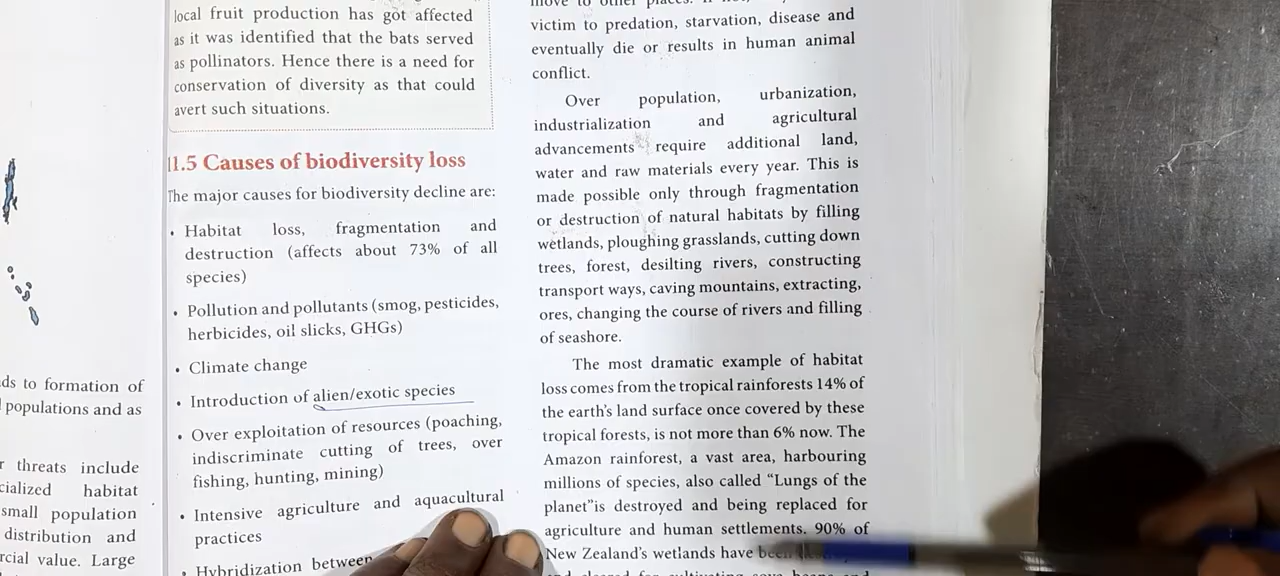 ds to formation of
populations and as
r threats include
cialized habitat
small population
distribution and
rcial value. Large
local fruit production has got affected
as it was identified that the bats served
as pollinators. Hence there is a need for
conservation of diversity as that could
avert such situations.
11.5 Causes of biodiversity loss
The major causes for biodiversity decline are:
• Habitat loss, fragmentation and
destruction (affects about 73% of all
species)
• Pollution and pollutants (smog, pesticides,
herbicides, oil slicks, GHGs)
• Climate change
• Introduction of alien/exotic species
• Over exploitation of resources (poaching,
indiscriminate cutting of trees, over
fishing, hunting, mining)
• Intensive agriculture and aquacultural
practices
• Hybridization between
move to other places.
victim to predation, starvation, disease and
eventually die or results in human animal
conflict.
Over population, urbanization,
industrialization and agricultural
advancements require additional land,
water and raw materials every year. This is
made possible only through fragmentation
or destruction of natural habitats by filling
wetlands, ploughing grasslands, cutting down
trees, forest, desilting rivers, constructing
transport ways, caving mountains, extracting,
ores, changing the course of rivers and filling
of seashore.
The most dramatic example of habitat
loss comes from the tropical rainforests 14% of
the earth's land surface once covered by these
tropical forests, is not more than 6% now. The
Amazon rainforest, a vast area, harbouring
millions of species, also called "Lungs of the
planet"is destroyed and being replaced for
agriculture and human settlements. 90% of
New Zealand's wetlands have been